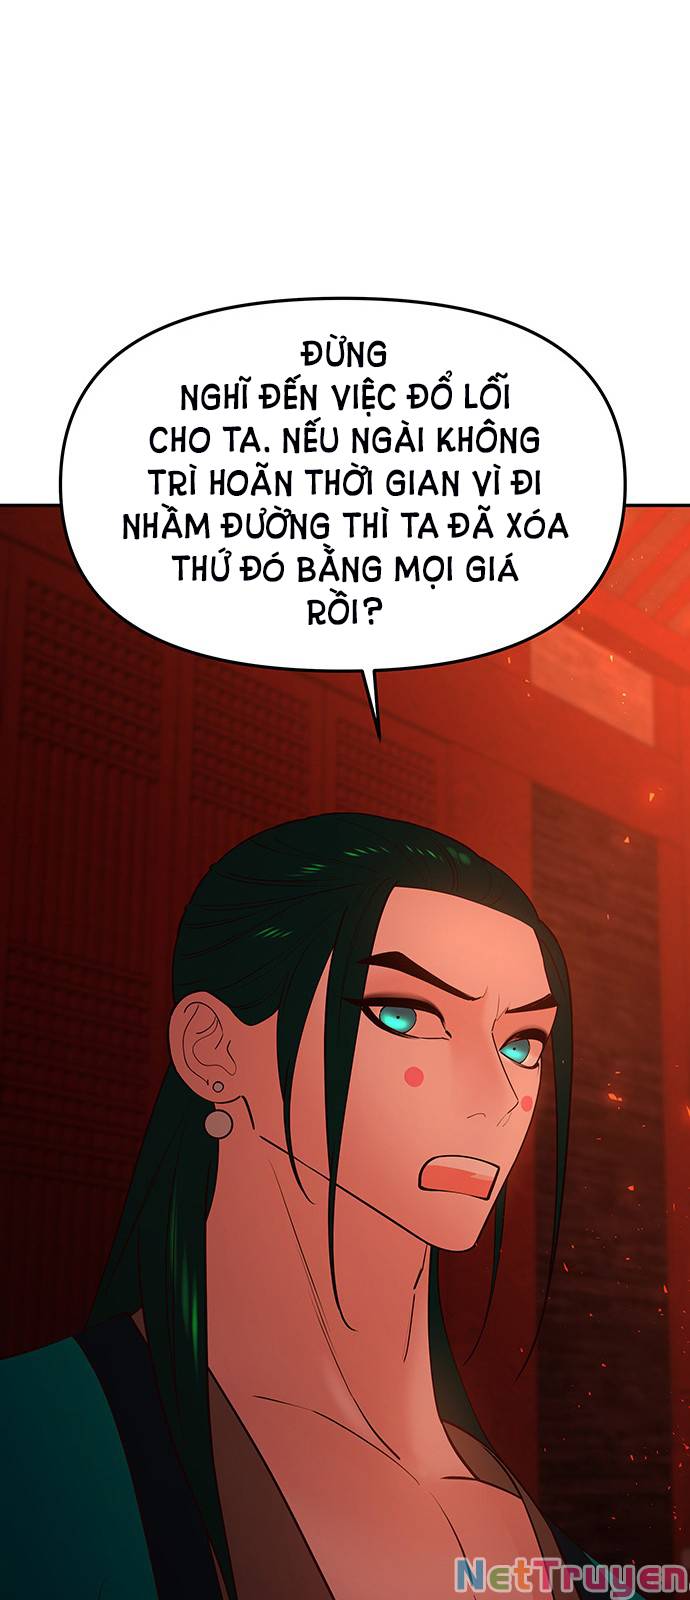 ĐỪNG
NGHĨ ĐẾN VIỆC ĐỔ LỖI
CHO TA. NẾU NGÀI KHÔNG
TRÌ HOÃN THỜI GIAN VÌ ĐI
NHẦM ĐƯỜNG THÌ TA ĐÃ XÓA
THỨ ĐÓ BẰNG MỌI GIÁ
RỒI?
NetTruyen